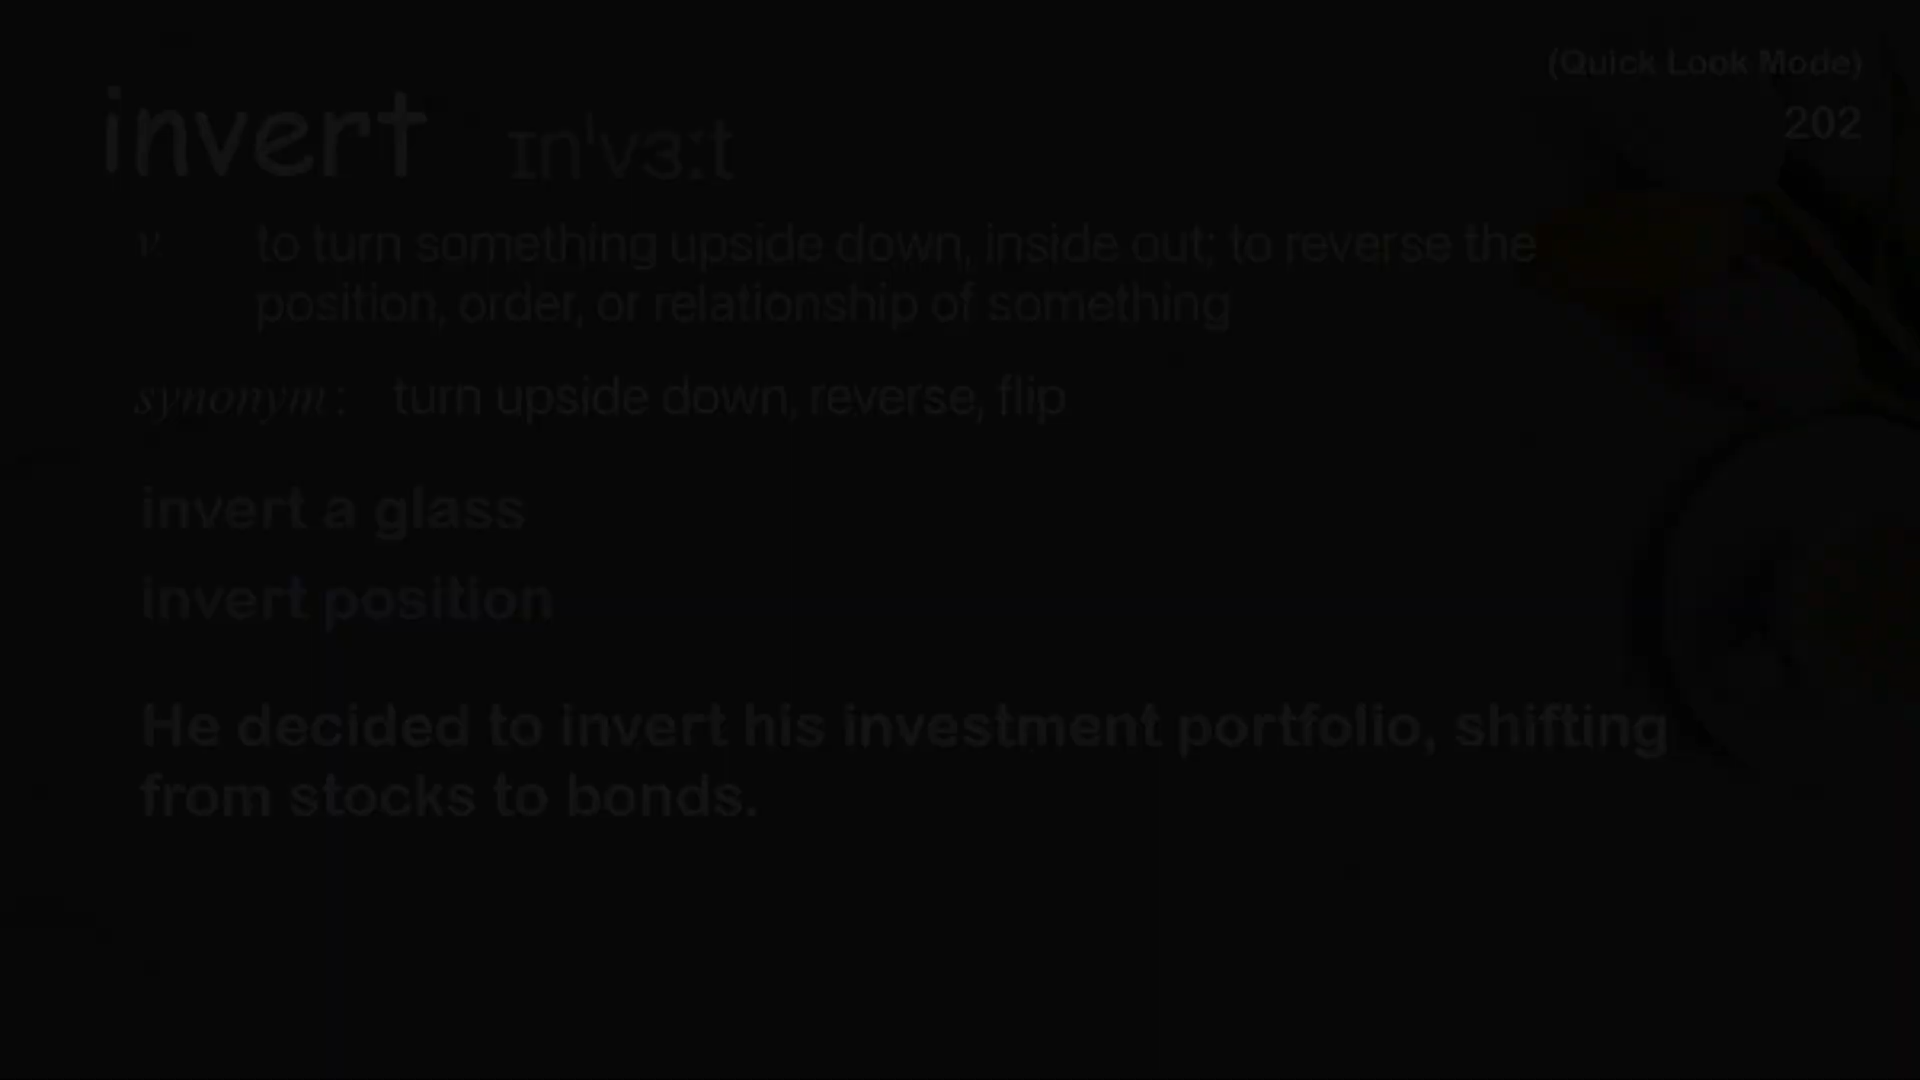 (Quick Look Mode)
invert ɪnˈvɜːt
202
v. to turn something upside down, inside out; to reverse the
position, order, or relationship of something
synonym : turn upside down, reverse, flip
invert a glass
invert position
He decided to invert his investment portfolio, shifting
from stocks to bonds.